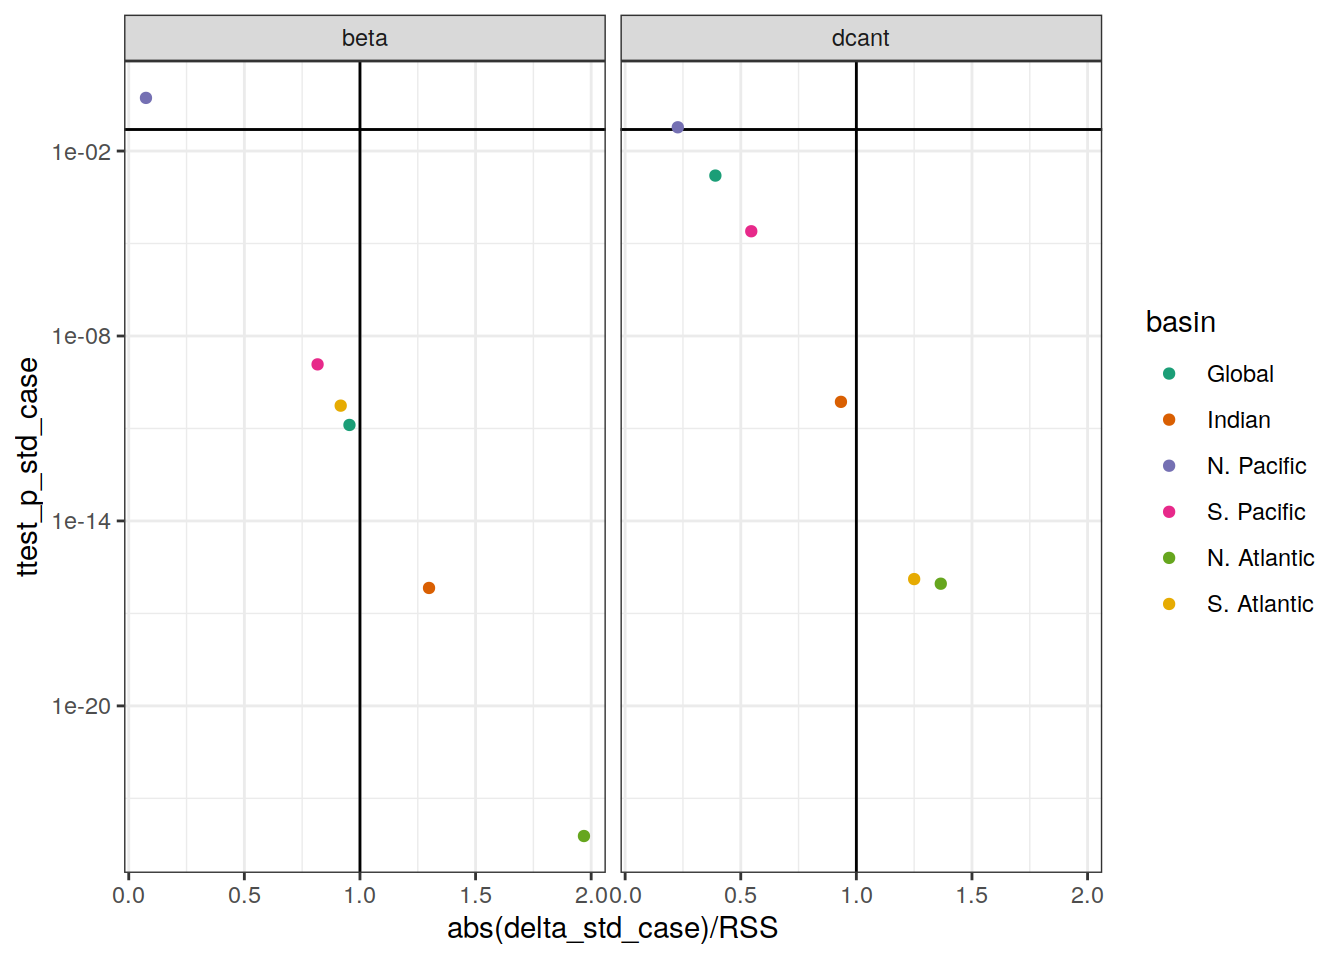 beta
dcant
1e-02
1e-08
1e-14
1e-20
ttest_p_std_case
0.0 0.5 1.0 1.5 2.0
0.0 0.5 1.0 1.5 2.0
abs(delta_std_case)/RSS
basin
Global
Indian
N. Pacific
S. Pacific
N. Atlantic
S. Atlantic